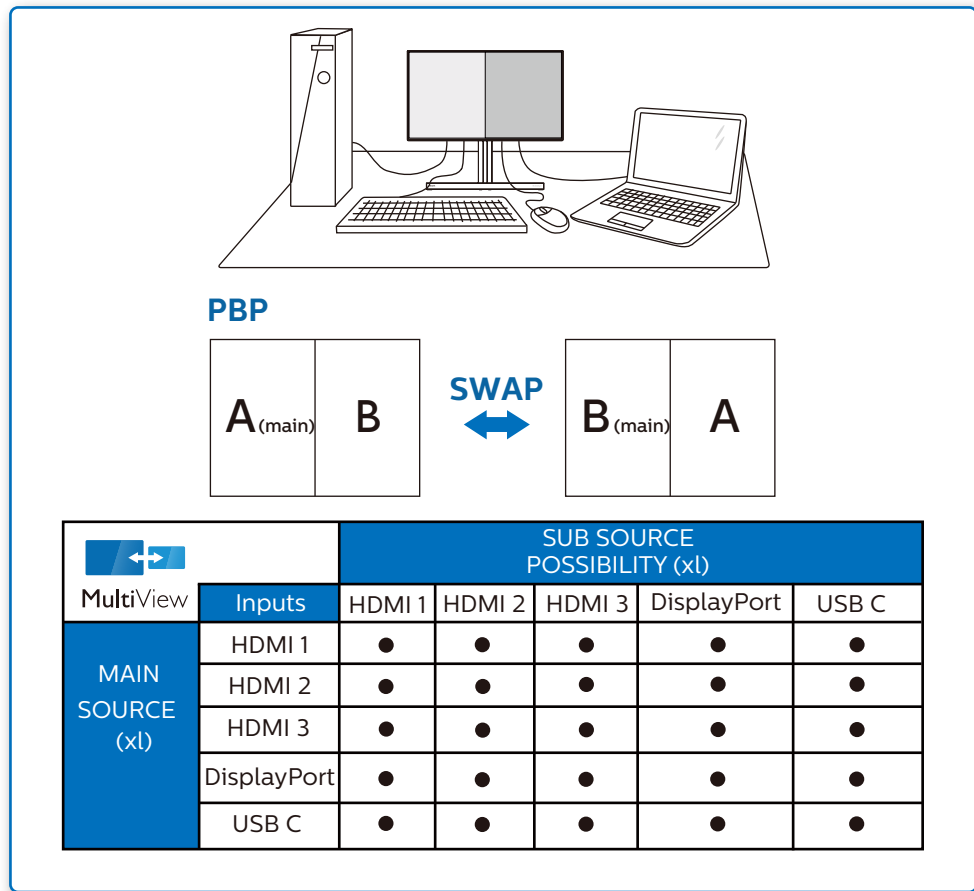 PBP
A (main) B
SWAP
B (main) A
SUB SOURCE
POSSIBILITY (xl)
MultiView
Inputs HDMI 1 HDMI 2 HDMI 3 DisplayPort USB C
MAIN
SOURCE
(xl)
HDMI 1 ● ● ● ● ●
HDMI 2 ● ● ● ● ●
HDMI 3 ● ● ● ● ●
DisplayPort ● ● ● ● ●
USB C ● ● ● ● ●